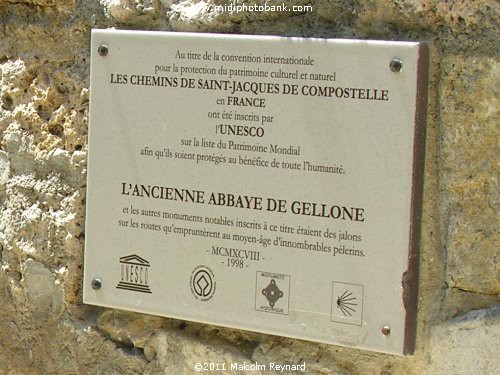 www.midiphotobank.com
Au titre de la convention internationale
pour la protection du patrimoine culturel et naturel
LES CHEMINS DE SAINT-JACQUES DE COMPOSTELLE
en FRANCE
ont été inscrits par
l'UNESCO
sur la liste du Patrimoine Mondial
afin qu'ils soient protégés au bénéfice de toute l'humanité.
L'ANCIENNE ABBAYE DE GELLONE
et les autres monuments notables inscrits à ce titre étaient des jalons
sur les routes qu'empruntèrent au moyen-âge d'innombrables pèlerins.
- MCMXCVIII -
- 1998 -
UNESCO
MONUMENT
HISTORIQUE
©2011 Malcolm Reynard